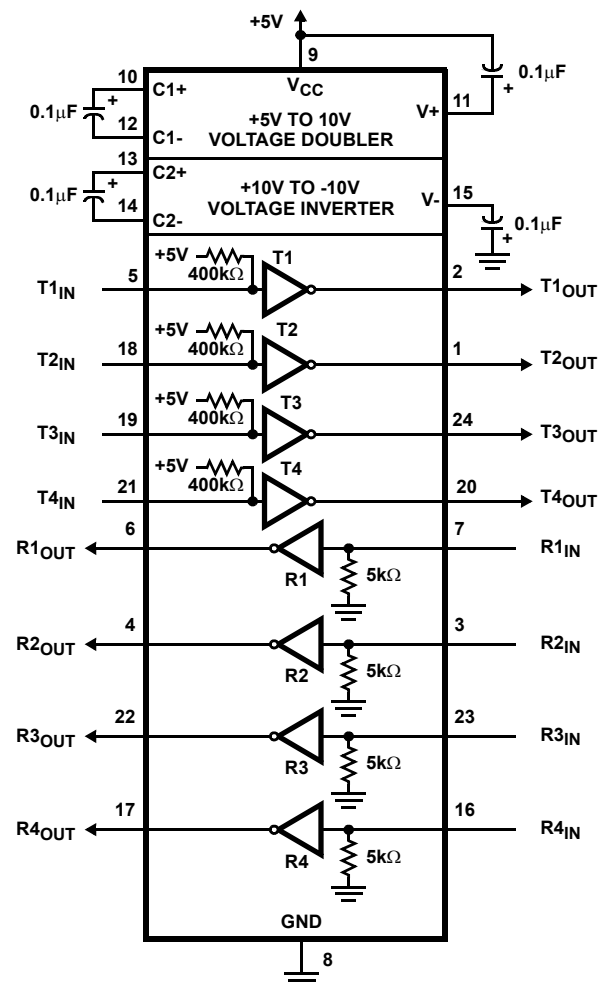 +5V
9
10
C1+
VCC
0.1µF
+
+
0.1µF
+5V TO 10V
V+
11
12
C1-
VOLTAGE DOUBLER
13
C2+
0.1µF
+
+10V TO -10V
V-
15
14
C2-
VOLTAGE INVERTER
0.1µF
+
+5V
400kΩ
T1
T1IN
5
2
T1OUT
+5V
400kΩ
T2
T2IN
18
1
T2OUT
+5V
400kΩ
T3
T3IN
19
24
T3OUT
+5V
400kΩ
T4
T4IN
21
20
T4OUT
R1OUT
6
7
R1IN
R1
5kΩ
R2OUT
4
3
R2IN
R2
5kΩ
R3OUT
22
23
R3IN
R3
5kΩ
R4OUT
17
16
R4IN
R4
5kΩ
GND
8